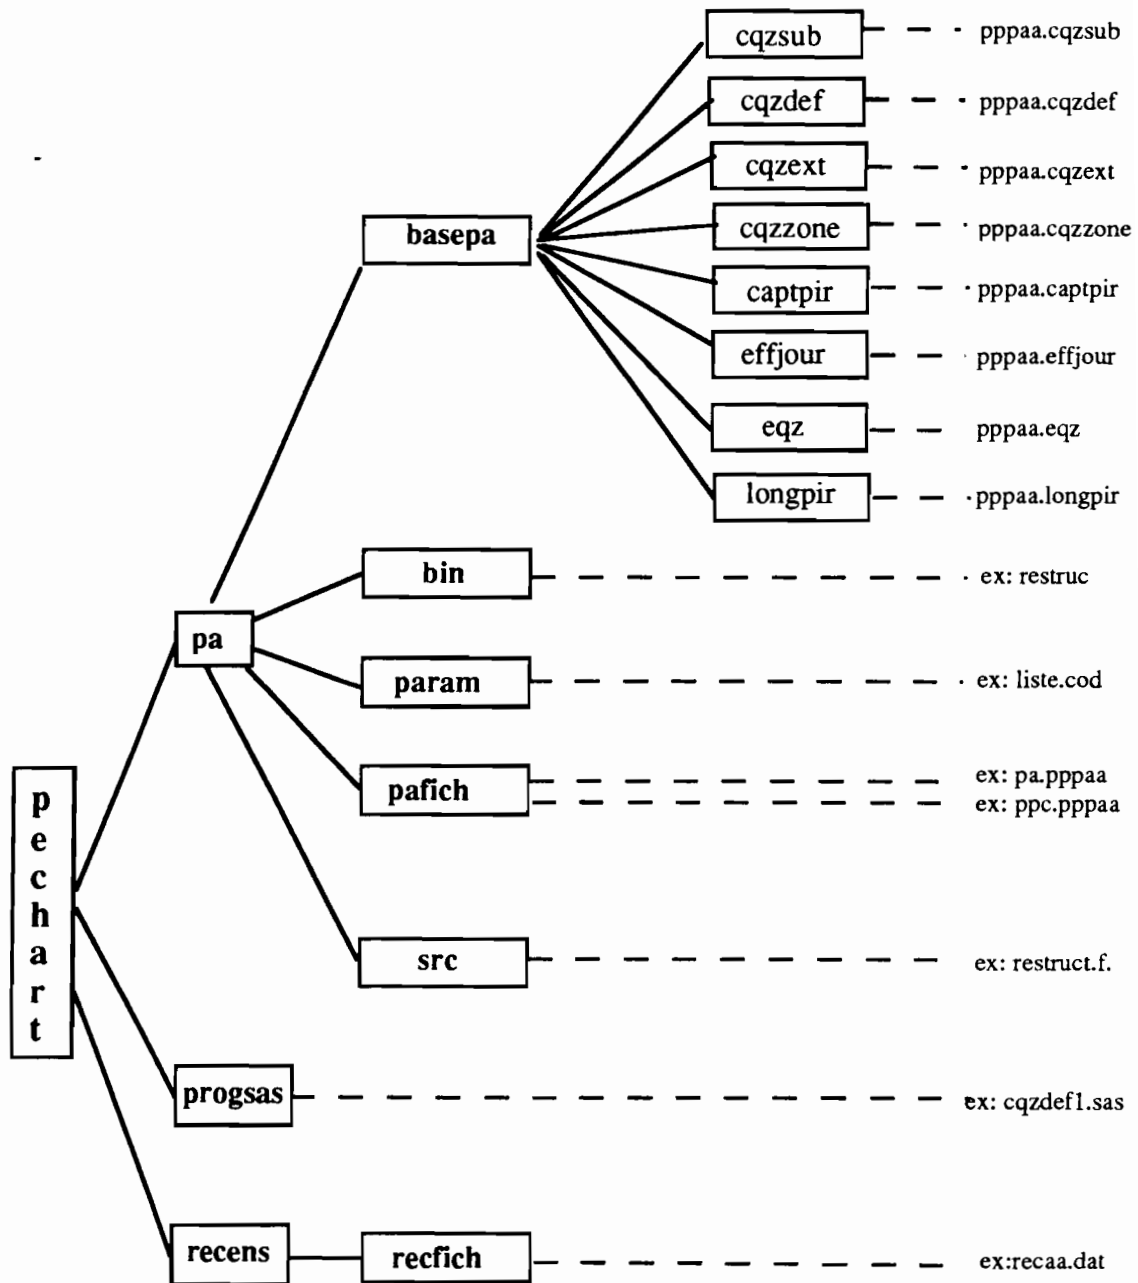 cqzsub pppaa.cqzsub
cqzdef pppaa.cqzdef
cqzext pppaa.cqzext
cqzzone pppaa.cqzzone
basepa
captpir pppaa.captpir
effjour pppaa.effjour
eqz pppaa.eqz
longpir pppaa.longpir
bin ex: restruc
pa
param ex: liste.cod
pafich ex: pa.pppaa
ex: ppc.pppaa
pechart
src ex: restruct.f.
progsas ex: cqzdef1.sas
recens recfich ex:recaa.dat